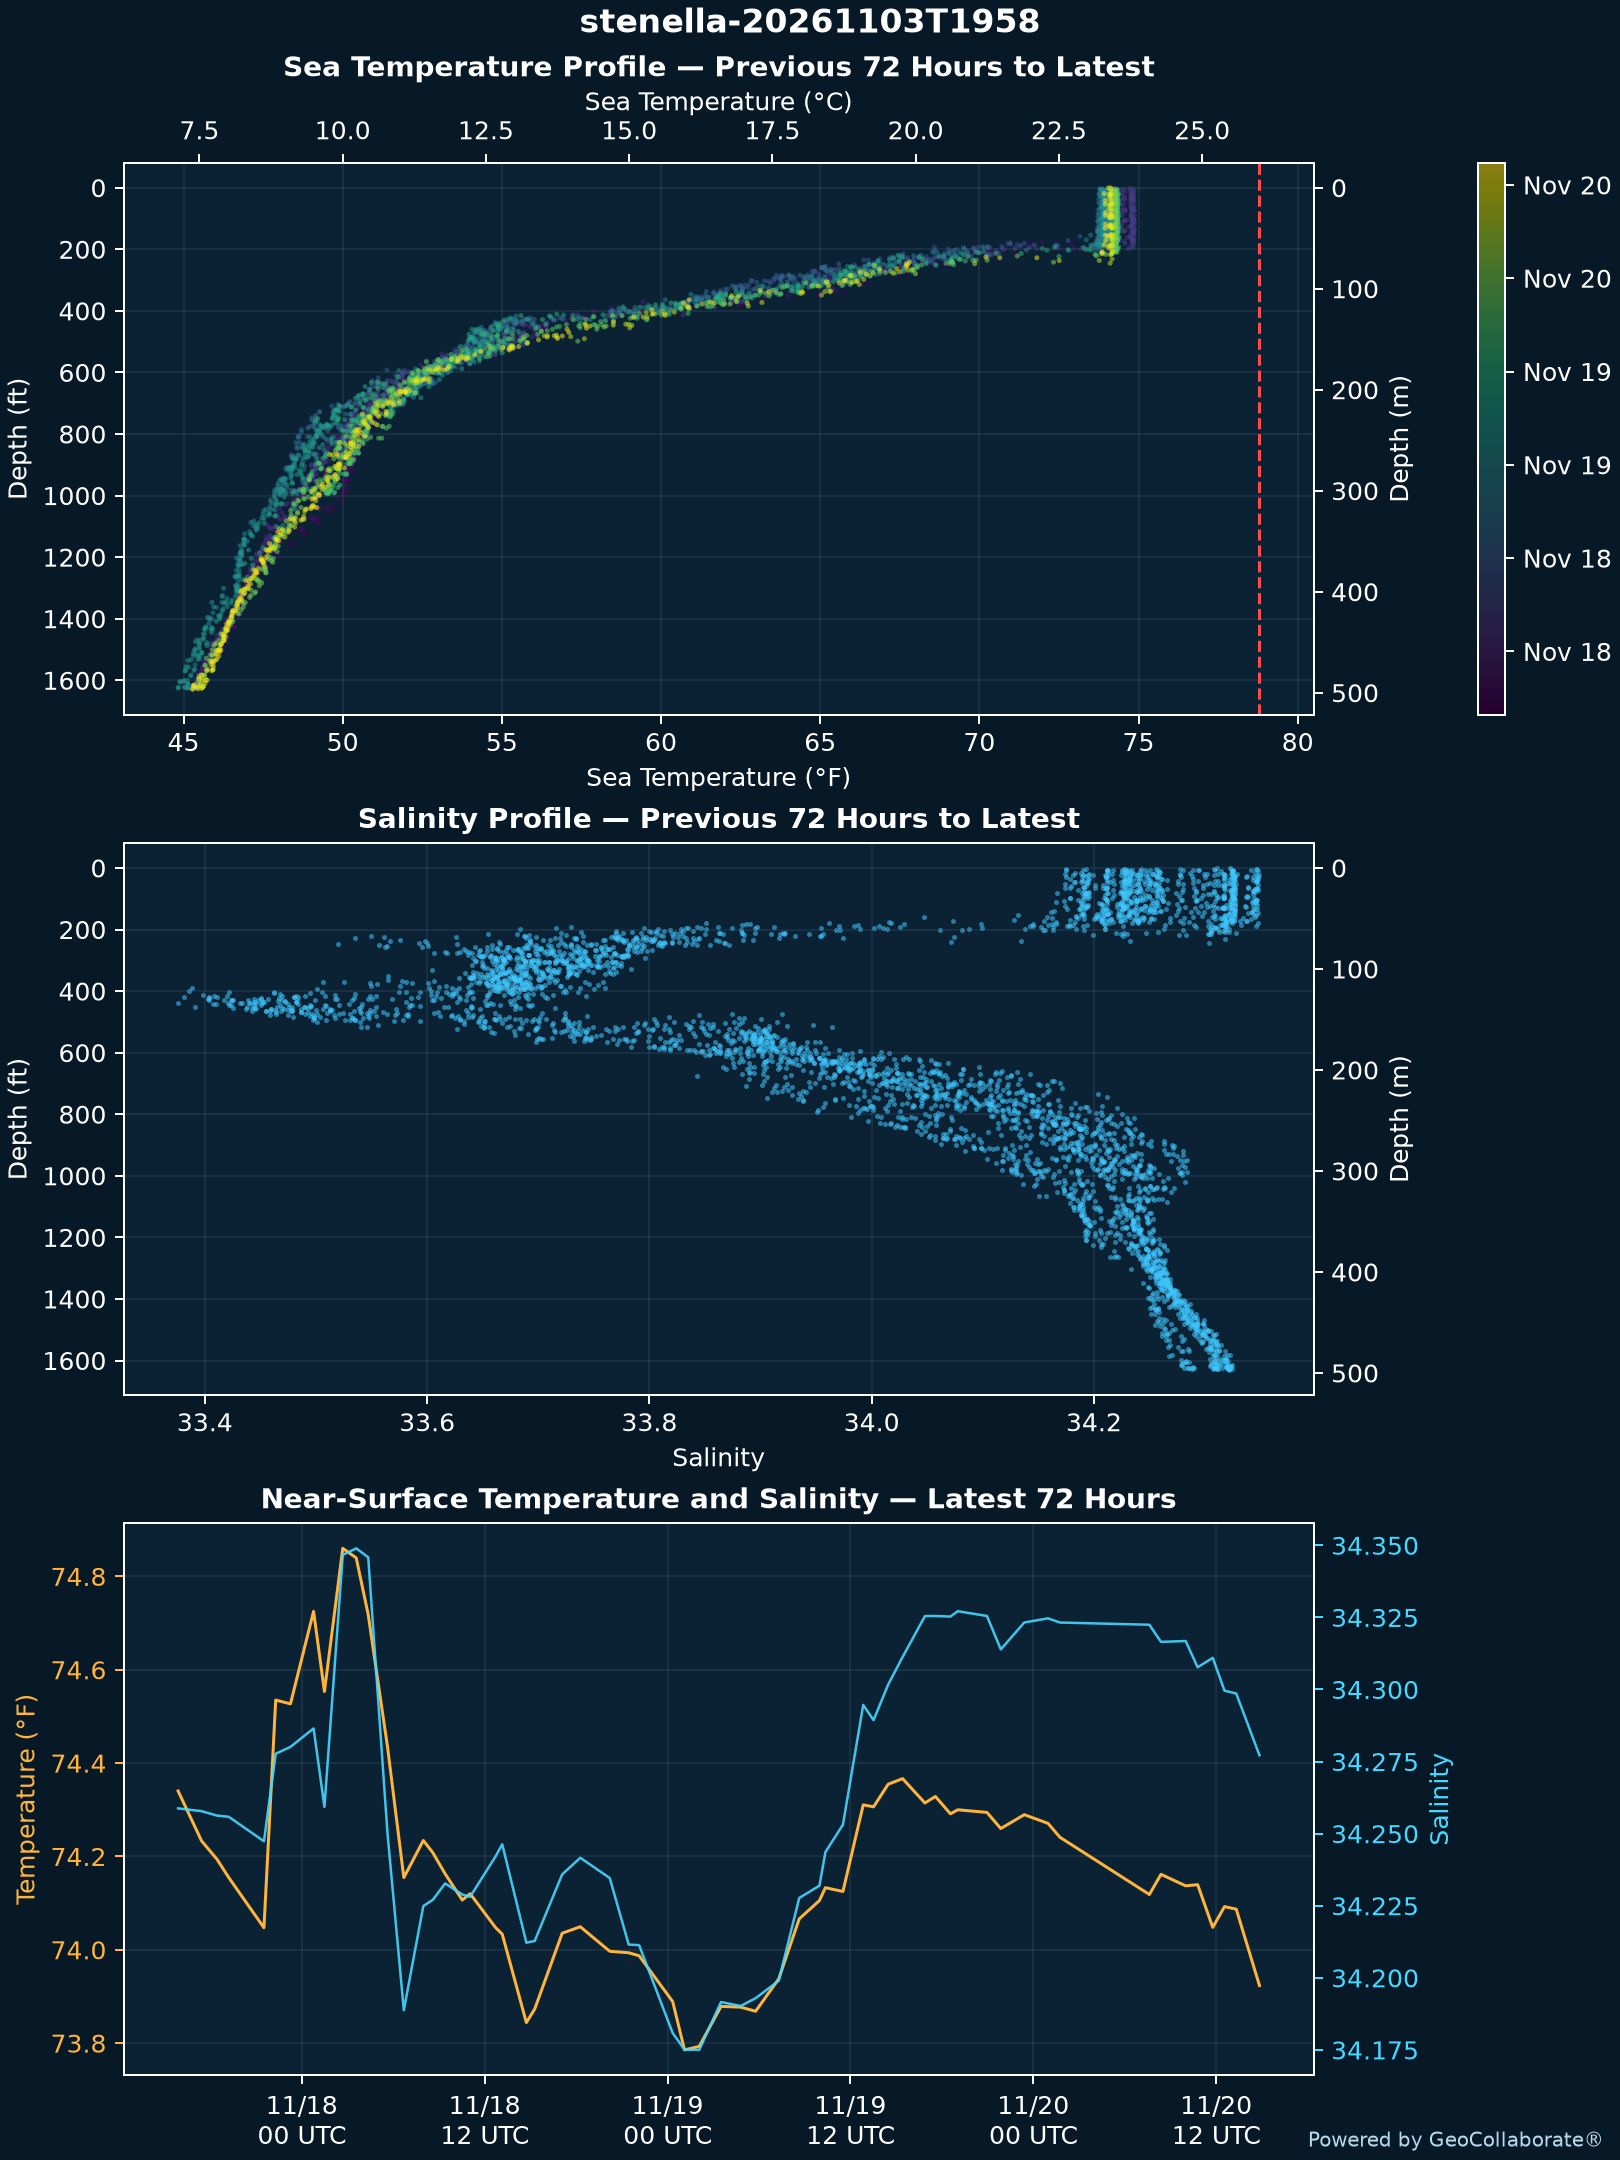 stenella-20261103T1958
Sea Temperature Profile — Previous 72 Hours to Latest
Sea Temperature (°C)
7.5 10.0 12.5 15.0 17.5 20.0 22.5 25.0
Depth (ft)
0
200
400
600
800
1000
1200
1400
1600
0
100
200
300
400
500
Depth (m)
45 50 55 60 65 70 75 80
Sea Temperature (°F)
Nov 20
Nov 20
Nov 19
Nov 19
Nov 18
Nov 18
Salinity Profile — Previous 72 Hours to Latest
Depth (ft)
0
200
400
600
800
1000
1200
1400
1600
0
100
200
300
400
500
Depth (m)
33.4 33.6 33.8 34.0 34.2
Salinity
Near-Surface Temperature and Salinity — Latest 72 Hours
Temperature (°F)
74.8
74.6
74.4
74.2
74.0
73.8
34.350
34.325
34.300
34.275
34.250
34.225
34.200
34.175
Salinity
11/18 11/18 11/19 11/19 11/20 11/20
00 UTC 12 UTC 00 UTC 12 UTC 00 UTC 12 UTC
Powered by GeoCollaborate®